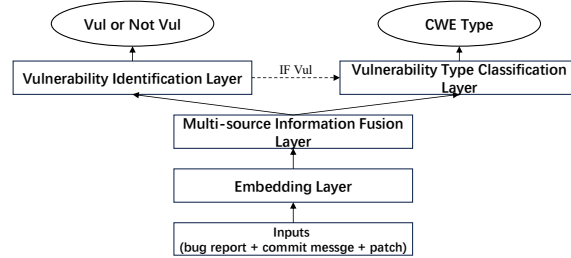 Vul or Not Vul
CWE Type
Vulnerability Identification Layer
IF Vul
Vulnerability Type Classification
Layer
Multi-source Information Fusion
Layer
Embedding Layer
Inputs
(bug report + commit messge + patch)